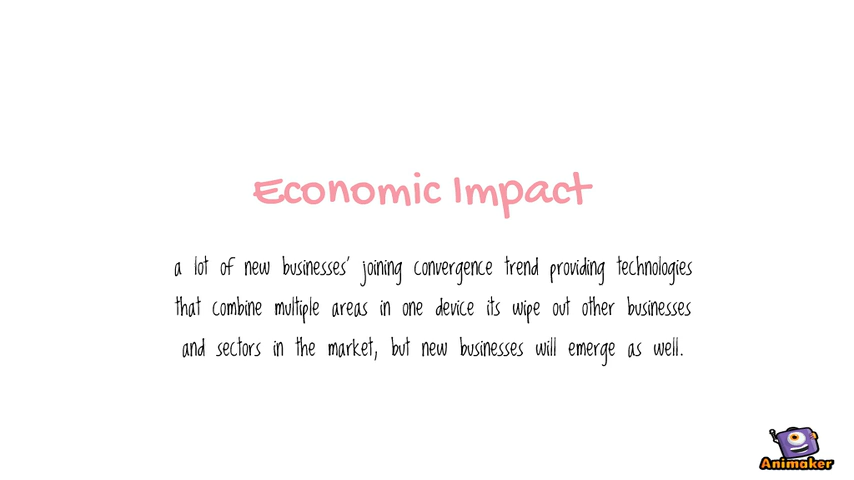 Economic Impact
a lot of new businesses' joining convergence trend providing technologies
that combine multiple areas in one device its wipe out other businesses
and sectors in the market, but new businesses will emerge as well.
Animaker